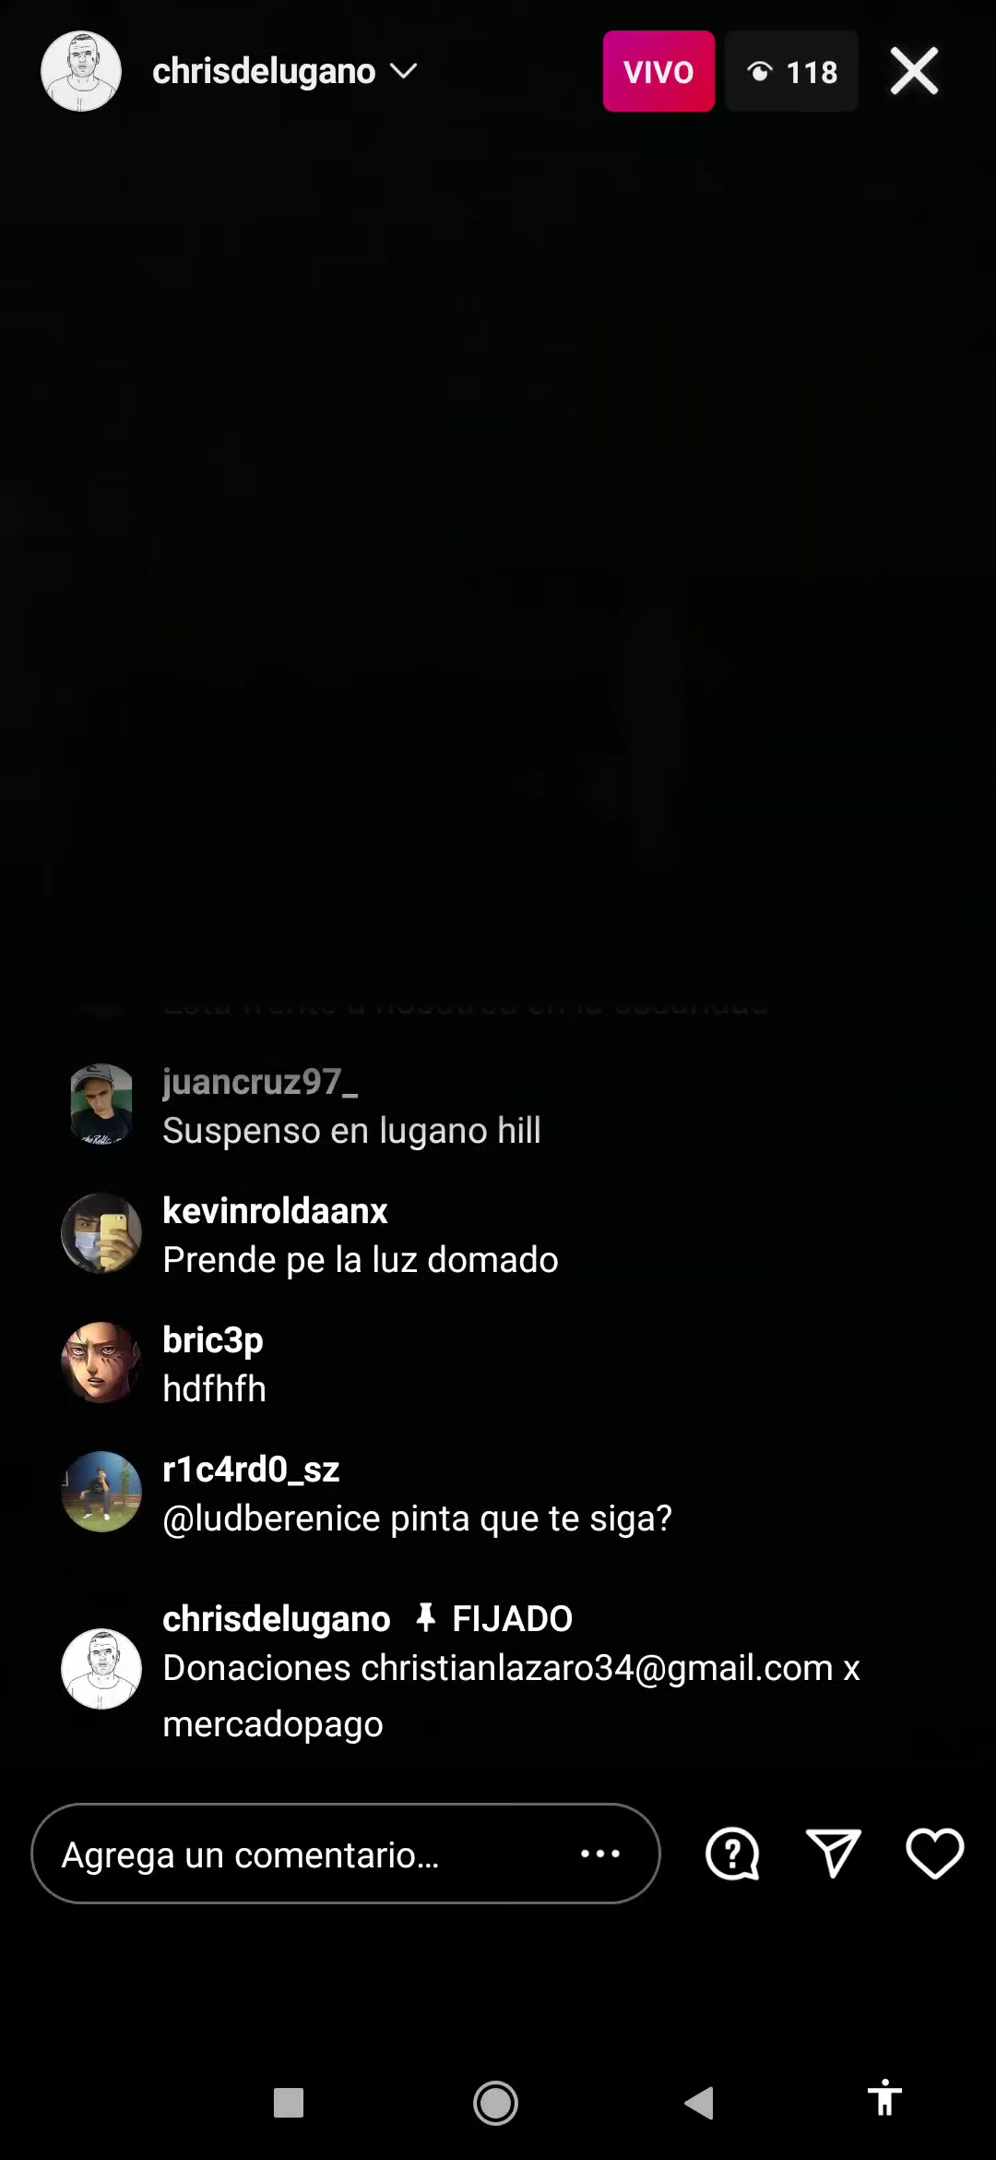 chrisdelugano
VIVO
118
juancruz97_
Suspenso en lugano hill
kevinroldaanx
Prende pe la luz domado
bric3p
hdfhfh
r1c4rd0_sz
@ludberenice pinta que te siga?
chrisdelugano FIJADO
Donaciones christianlazaro34@gmail.com x
mercadopago
Agrega un comentario...